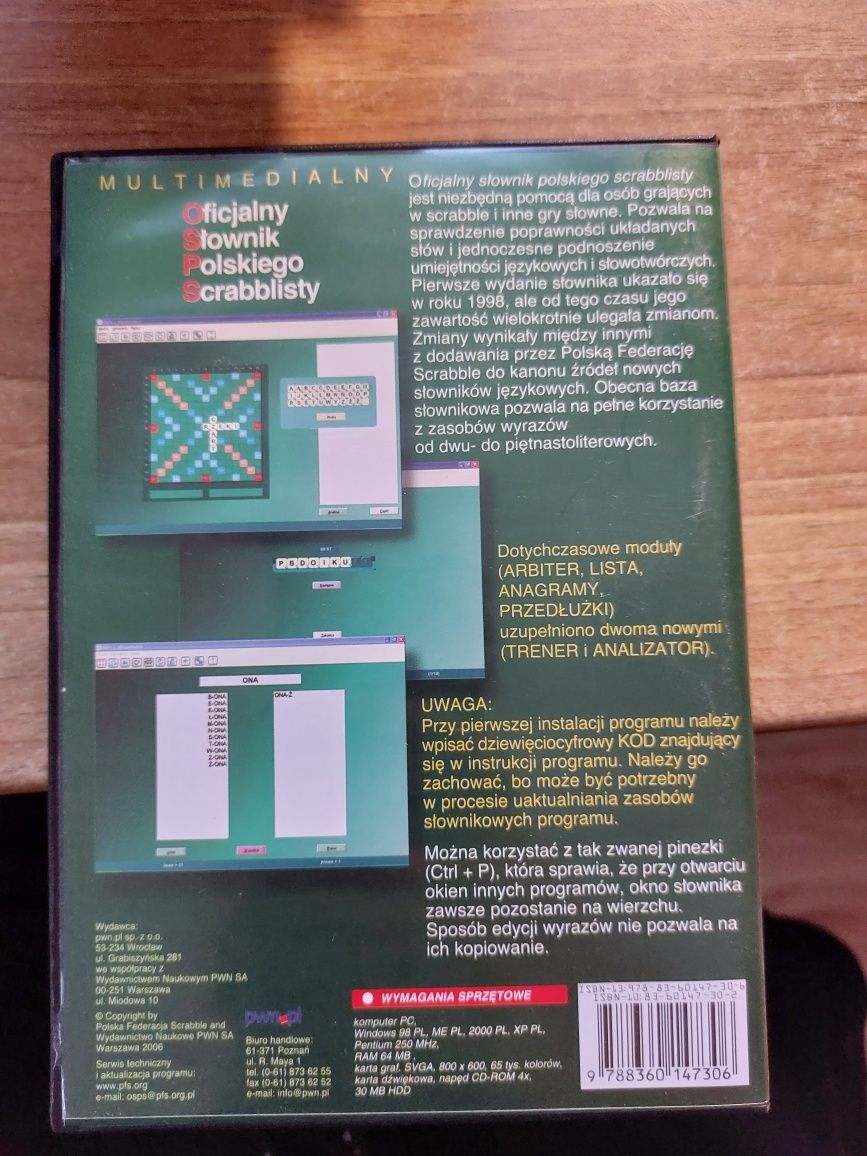 MULTIMEDIALNY
Oficjalny
Słownik
Polskiego
Scrabblisty
Oficjalny słownik polskiego scrabblisty
jest niezbędną pomocą dla osób grających
w scrabble i inne gry słowne. Pozwala na
sprawdzenie poprawności układanych
słów i jednoczesne podnoszenie
umiejętności językowych i słowotwórczych.
Pierwsze wydanie słownika ukazało się
w roku 1998, ale od tego czasu jego
zawartość wielokrotnie ulegała zmianom.
Zmiany wynikały między innymi
z dodawania przez Polską Federację
Scrabble do kanonu źródeł nowych
słowników językowych. Obecna baza
słownikowa pozwala na pełne korzystanie
z zasobów wyrazów
od dwu- do piętnastoliterowych.
PBDOIKU
Dotychczasowe moduły
(ARBITER, LISTA,
ANAGRAMY,
PRZEDŁUŻKI)
uzupełniono dwoma nowymi
(TRENER i ANALIZATOR).
ONA
ONA-Ż
UWAGA:
Przy pierwszej instalacji programu należy
wpisać dziewięciocyfrowy KOD znajdujący
się w instrukcji programu. Należy go
zachować, bo może być potrzebny
w procesie uaktualniania zasobów
słownikowych programu.
Można korzystać z tak zwanej pinezki
(Ctrl + P), która sprawia, że przy otwarciu
okien innych programów, okno słownika
zawsze pozostanie na wierzchu.
Sposób edycji wyrazów nie pozwala na
ich kopiowanie.
Wydawca:
pwn.pl sp. z o.o.
53-234 Wrocław
ul. Grabiszyńska 281
we współpracy z
Wydawnictwem Naukowym PWN SA
00-251 Warszawa
ul. Miodowa 10
© Copyright by
Polska Federacja Scrabble and
Wydawnictwo Naukowe PWN SA
Warszawa 2006
Serwis techniczny
i aktualizacja programu:
www.pfs.org
e-mail: osps@pfs.org.pl
pwn.pl
Biuro handlowe:
61-371 Poznań
ul. R. Maya 1
tel. (0-61) 873 62 55
fax (0-61) 873 62 52
e-mail: info@pwn.pl
WYMAGANIA SPRZĘTOWE
komputer PC,
Windows 98 PL, ME PL, 2000 PL, XP PL,
Pentium 250 MHz,
RAM 64 MB,
karta graf. SVGA, 800 x 600, 65 tys. kolorów,
karta dźwiękowa, napęd CD-ROM 4x,
30 MB HDD
ISBN-13:978-83-60147-30-6
ISBN-10:83-60147-30-2
9 788360 147306